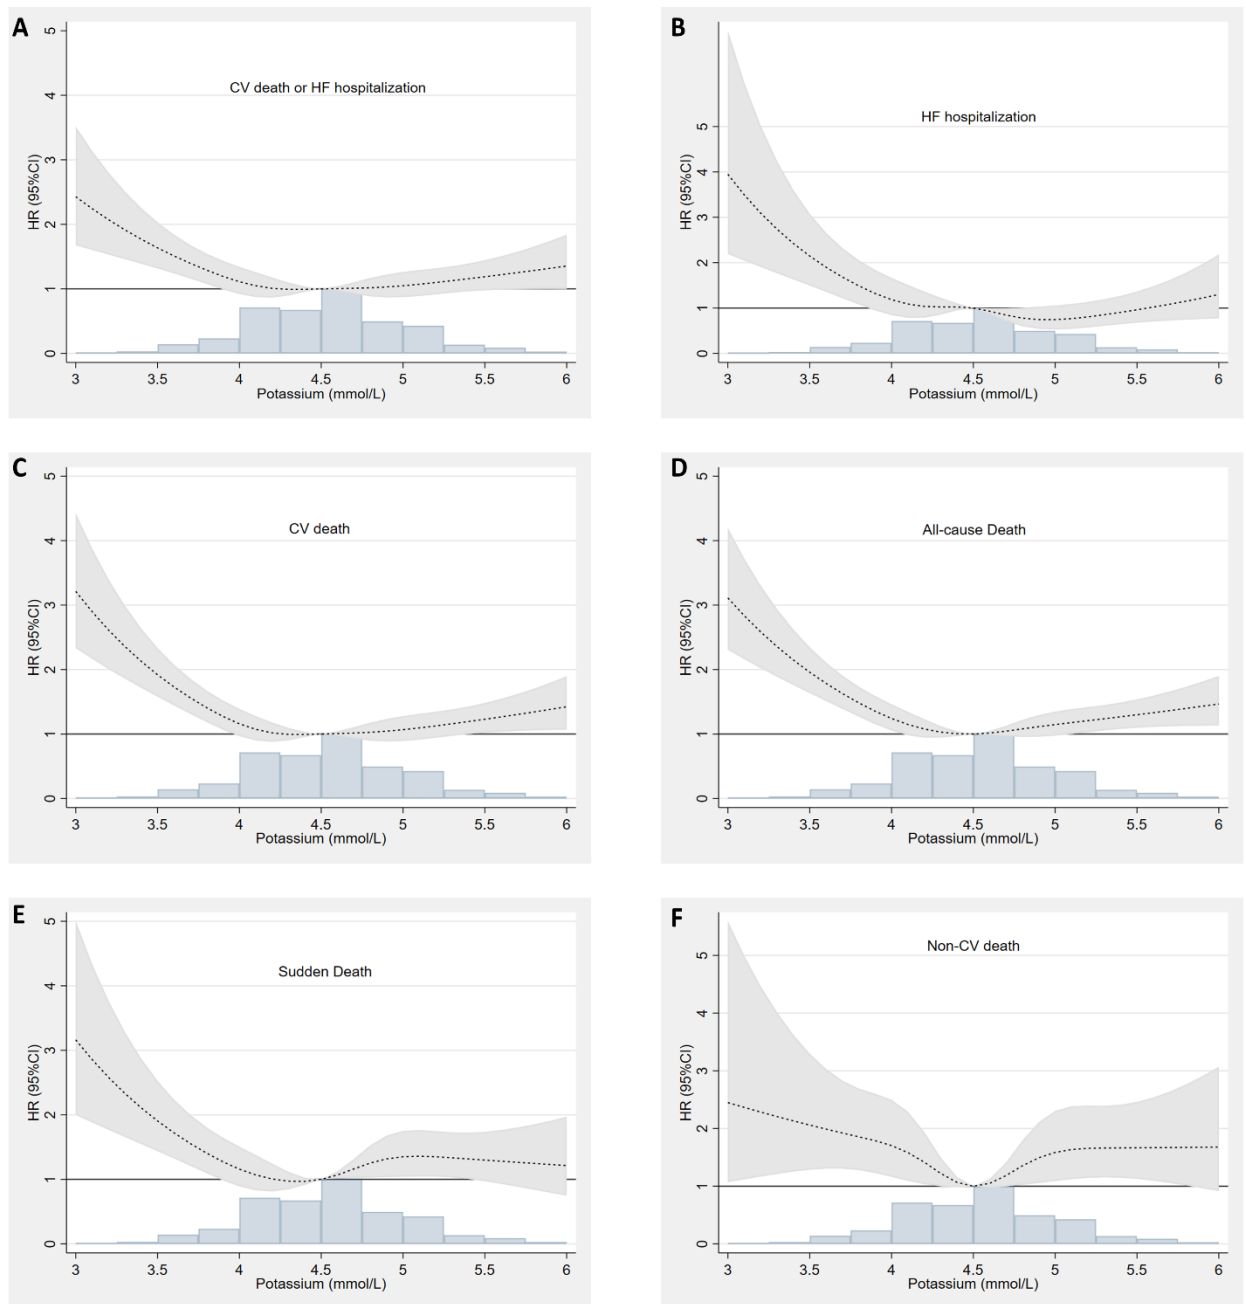 A
CV death or HF hospitalization
HR (95%CI)
5
4
3
2
1
0
3 3.5 4 4.5 5 5.5 6
Potassium (mmol/L)
B
HF hospitalization
HR (95%CI)
5
4
3
2
1
0
3 3.5 4 4.5 5 5.5 6
Potassium (mmol/L)
C
CV death
HR (95%CI)
5
4
3
2
1
0
3 3.5 4 4.5 5 5.5 6
Potassium (mmol/L)
D
All-cause Death
HR (95%CI)
5
4
3
2
1
0
3 3.5 4 4.5 5 5.5 6
Potassium (mmol/L)
E
Sudden Death
HR (95%CI)
5
4
3
2
1
0
3 3.5 4 4.5 5 5.5 6
Potassium (mmol/L)
F
Non-CV death
HR (95%CI)
5
4
3
2
1
0
3 3.5 4 4.5 5 5.5 6
Potassium (mmol/L)